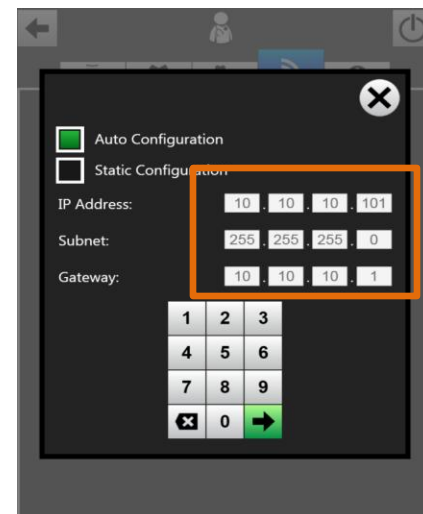 Auto Configuration
Static Configuration
IP Address: 10 . 10 . 10 . 101
Subnet: 255 . 255 . 255 . 0
Gateway: 10 . 10 . 10 . 1
1 2 3
4 5 6
7 8 9
0